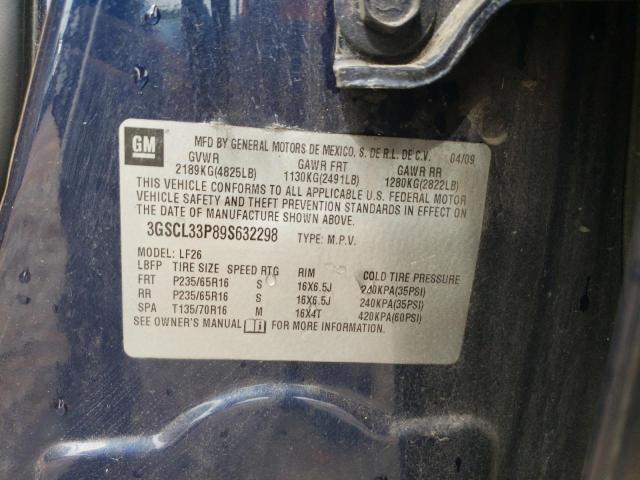 GM
MFD BY GENERAL MOTORS DE MEXICO, S. DE R.L. DE C.V. 04/09
GVWR GAWR FRT GAWR RR
2189KG(4825LB) 1130KG(2491LB) 1280KG(2822LB)
THIS VEHICLE CONFORMS TO ALL APPLICABLE U.S. FEDERAL MOTOR
VEHICLE SAFETY AND THEFT PREVENTION STANDARDS IN EFFECT ON
THE DATE OF MANUFACTURE SHOWN ABOVE.
3GSCL33P89S632298 TYPE: M.P.V.
MODEL: LF26
LBFP TIRE SIZE SPEED RTG RIM COLD TIRE PRESSURE
FRT P235/65R16 S 16X6.5J 240KPA(35PSI)
RR P235/65R16 S 16X6.5J 240KPA(35PSI)
SPA T135/70R16 M 16X4T 420KPA(60PSI)
SEE OWNER'S MANUAL FOR MORE INFORMATION.